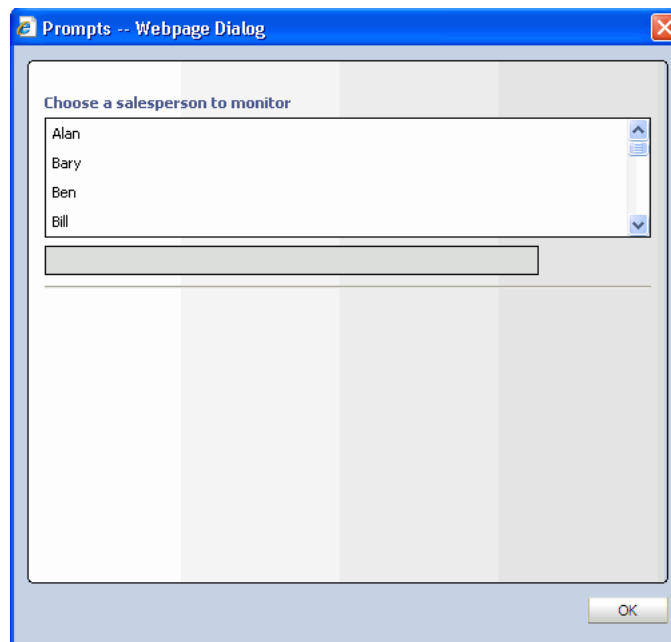 Prompts -- Webpage Dialog
Choose a salesperson to monitor
Alan
Bary
Ben
Bill
OK